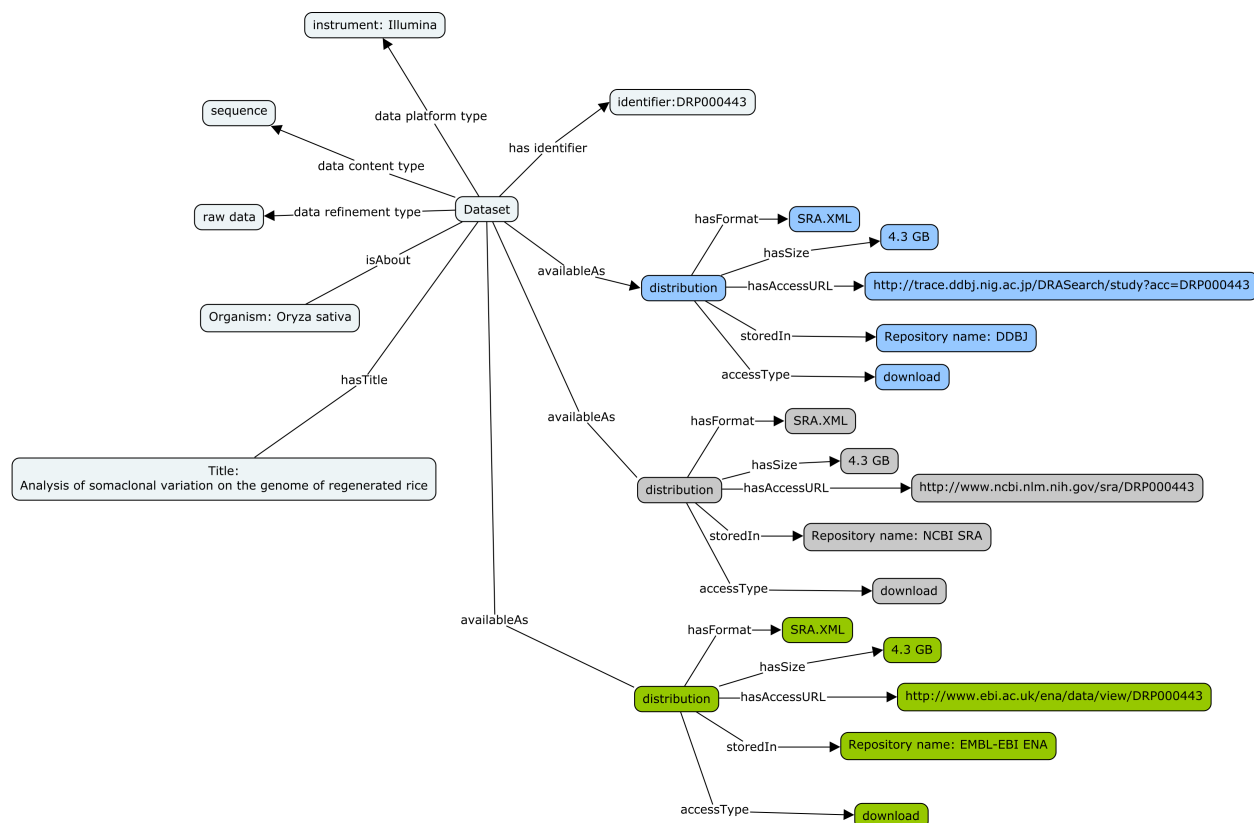 instrument: Illumina
sequence
identifier:DRP000443
data platform type
has identifier
data content type
raw data
data refinement type
Dataset
isAbout
Organism: Oryza sativa
hasTitle
Title:
Analysis of somaclonal variation on the genome of regenerated rice
availableAs
distribution
hasFormat
SRA.XML
hasSize
4.3 GB
hasAccessURL
http://trace.ddbj.nig.ac.jp/DRASearch/study?acc=DRP000443
storedIn
Repository name: DDBJ
accessType
download
availableAs
distribution
hasFormat
SRA.XML
hasSize
4.3 GB
hasAccessURL
http://www.ncbi.nlm.nih.gov/sra/DRP000443
storedIn
Repository name: NCBI SRA
accessType
download
availableAs
distribution
hasFormat
SRA.XML
hasSize
4.3 GB
hasAccessURL
http://www.ebi.ac.uk/ena/data/view/DRP000443
storedIn
Repository name: EMBL-EBI ENA
accessType
download